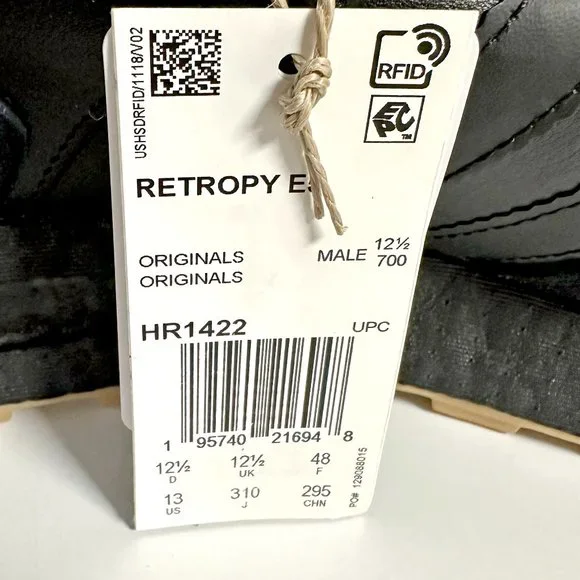 USHSDRFID/1118/V02
RFID
EPC™
RETROPY
ORIGINALS
ORIGINALS
MALE 12½
700
HR1422 UPC
1 95740 21694 8
12½ D 12½ UK 48 F
13 US 310 J 295 CHN
PO# 129088015